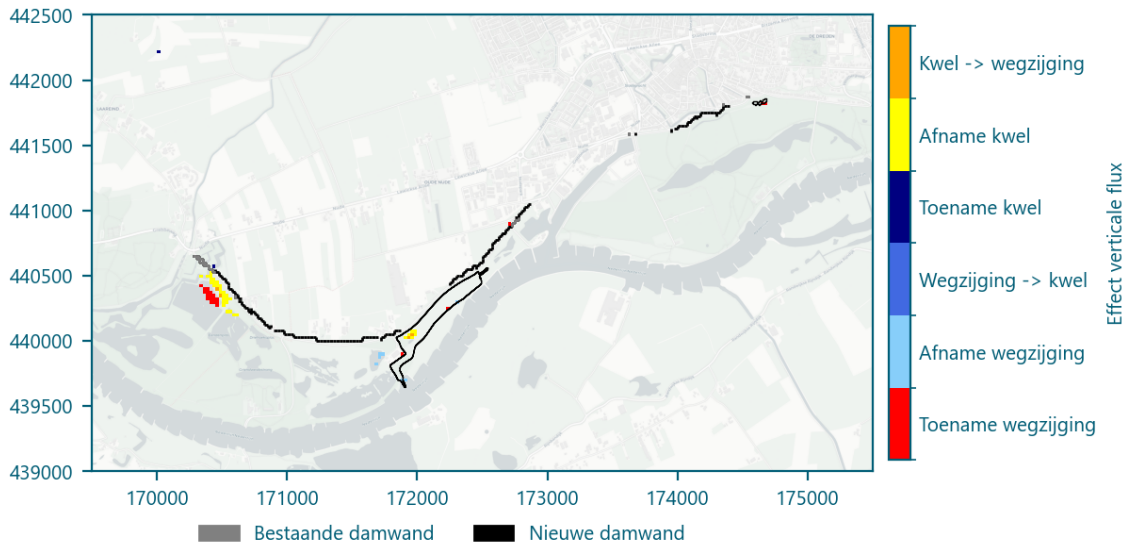 442500
442000
441500
441000
440500
440000
439500
439000
170000
171000
172000
173000
174000
175000
Kwel -> wegzijging
Afname kwel
Toename kwel
Wegzijging -> kwel
Afname wegzijging
Toename wegzijging
Effect verticale flux
Bestaande damwand
Nieuwe damwand